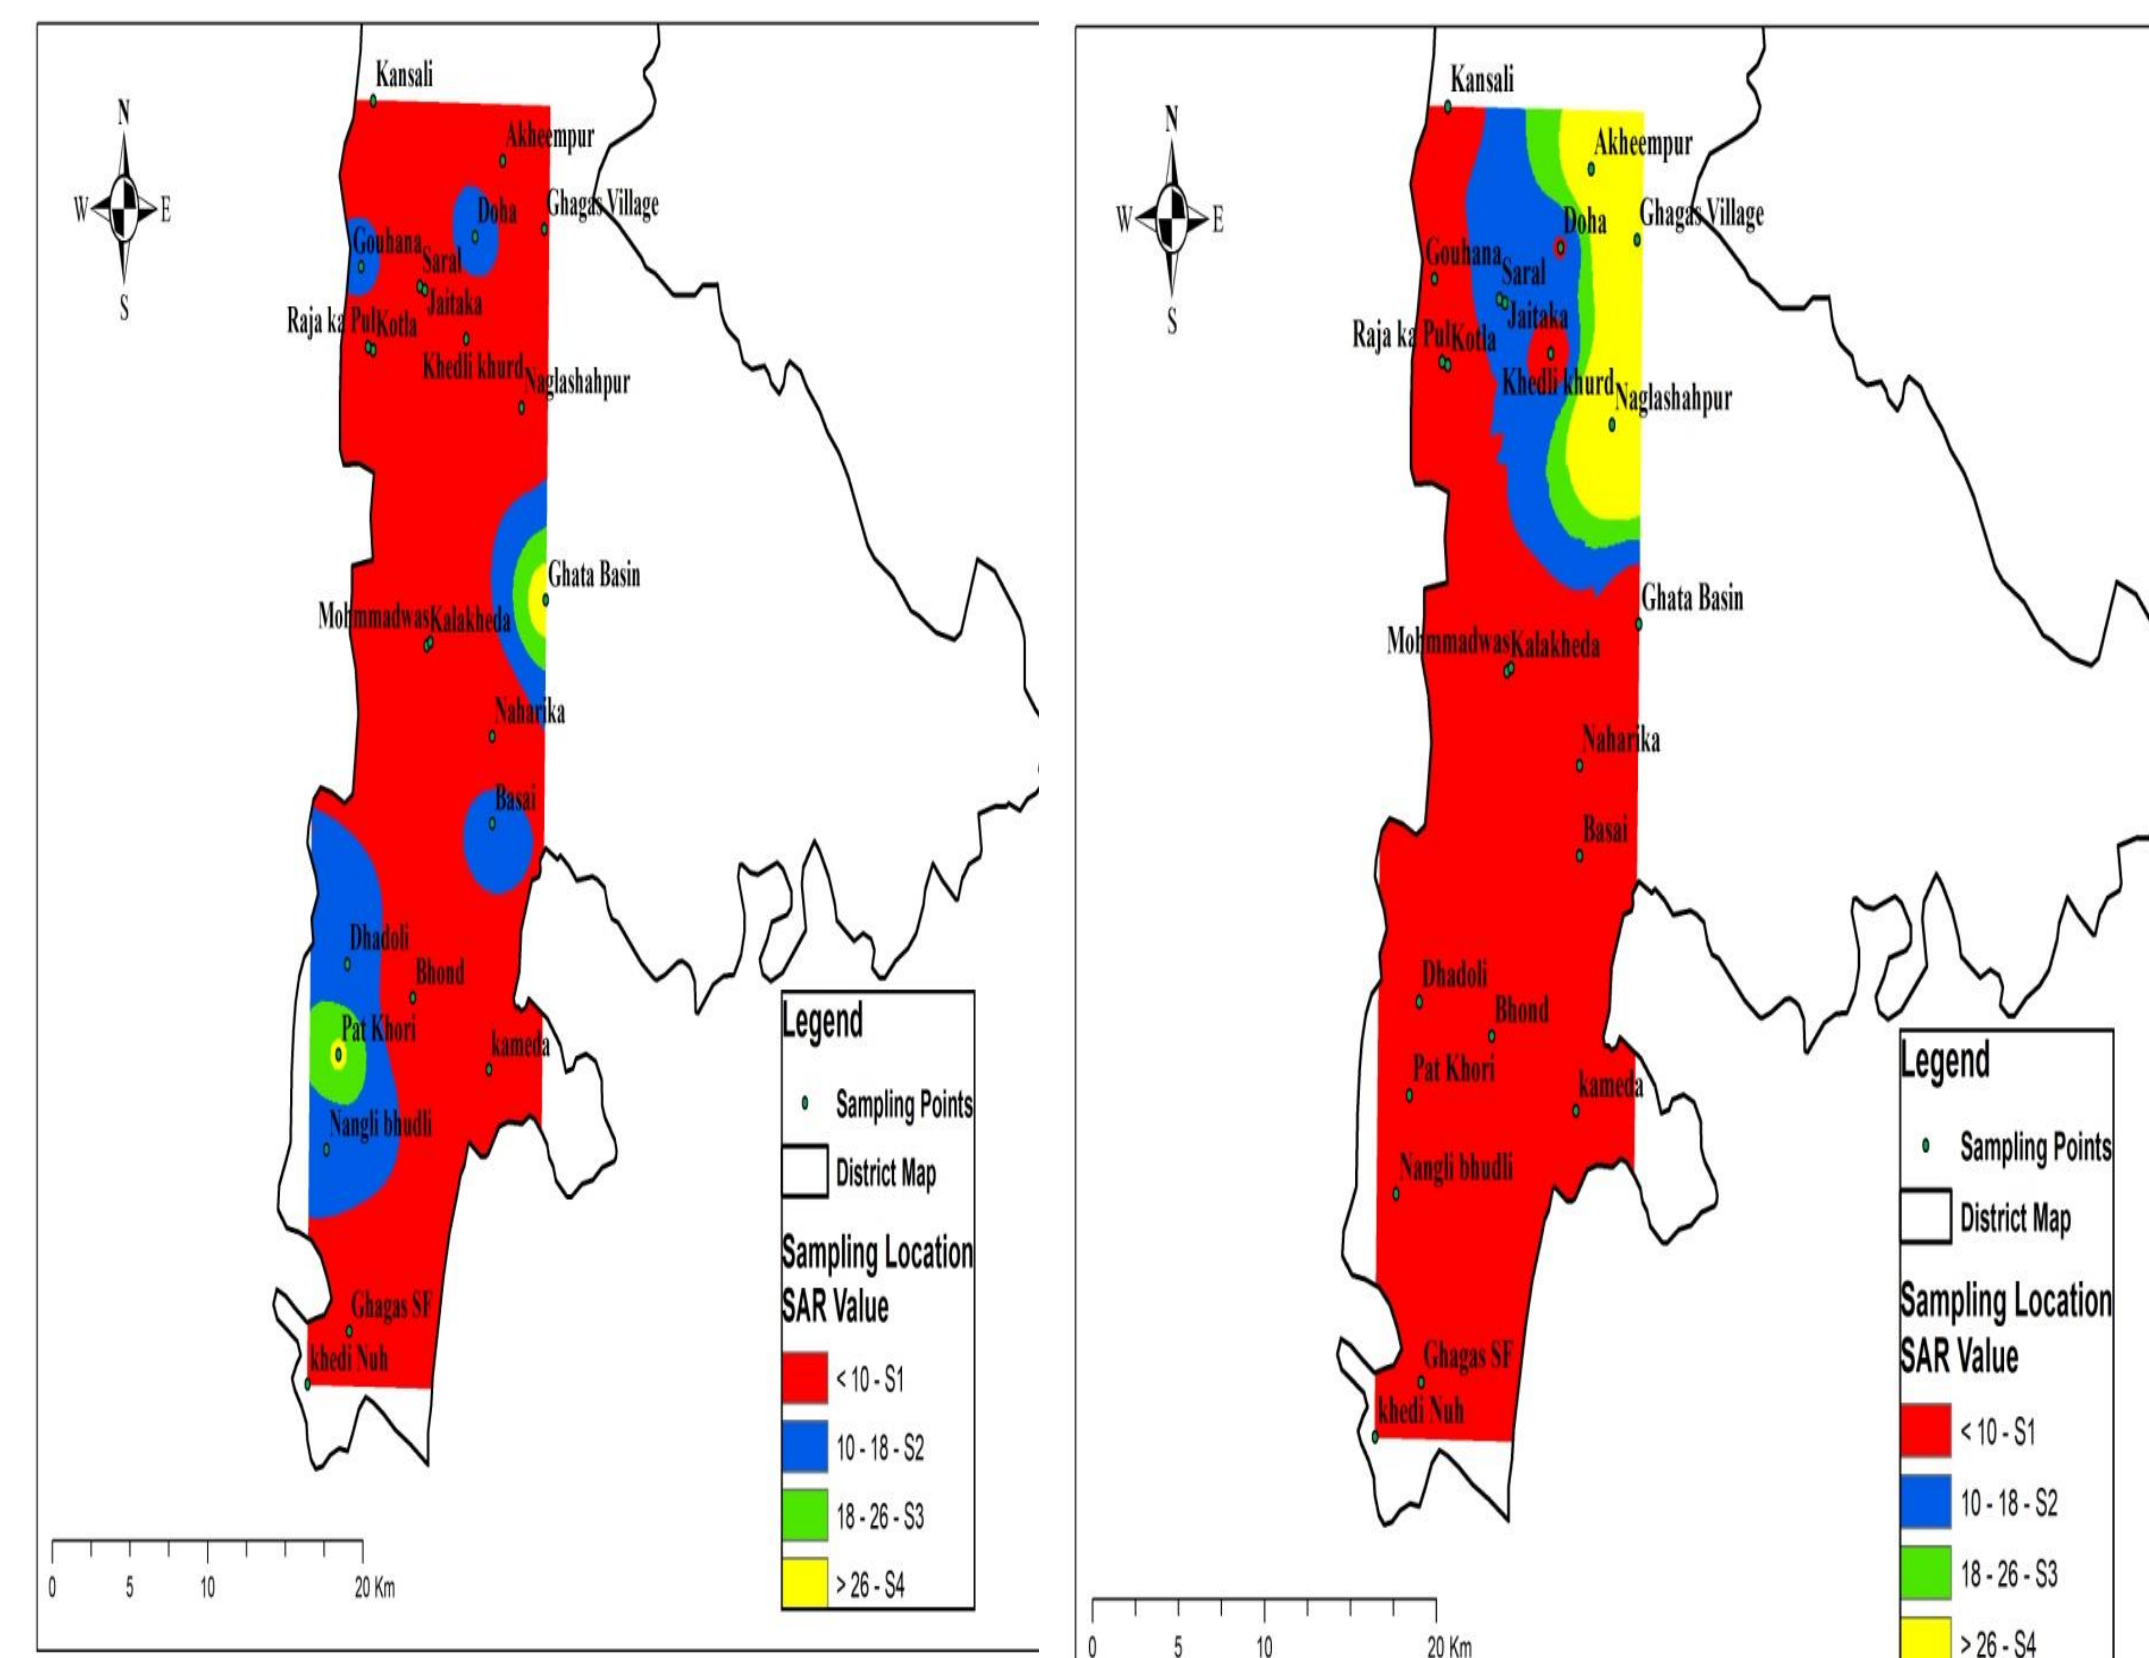 Kansali
N
Akheempur
W E
Doha
Ghagas Village
Gouhana
Saral
S
Jaitaka
Raja ka Pul
Kotla
Khedli khurd
Naglashahpur
Ghata Basin
Mohmmadwas
Kalakheda
Naharika
Basai
Dhadoli
Bhond
Pat Khori
kameda
Nangli bhudli
Ghagas SF
khedi Nuh
Legend
Sampling Points
District Map
Sampling Location
SAR Value
< 10 - S1
10 - 18 - S2
18 - 26 - S3
> 26 - S4
0 5 10 20 Km
Kansali
N
Akheempur
W E
Doha
Ghagas Village
Gouhana
Saral
S
Jaitaka
Raja ka Pul
Kotla
Khedli khurd
Naglashahpur
Ghata Basin
Mohmmadwas
Kalakheda
Naharika
Basai
Dhadoli
Bhond
Pat Khori
kameda
Nangli bhudli
Ghagas SF
khedi Nuh
Legend
Sampling Points
District Map
Sampling Location
SAR Value
< 10 - S1
10 - 18 - S2
18 - 26 - S3
> 26 - S4
0 5 10 20 Km